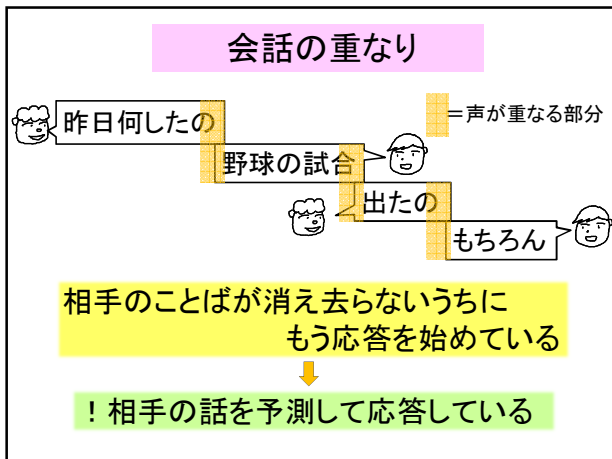 会話の重なり
昨日何したの
＝声が重なる部分
野球の試合
出たの
もちろん
相手のことばが消え去らないうちに
もう応答を始めている
！相手の話を予測して応答している